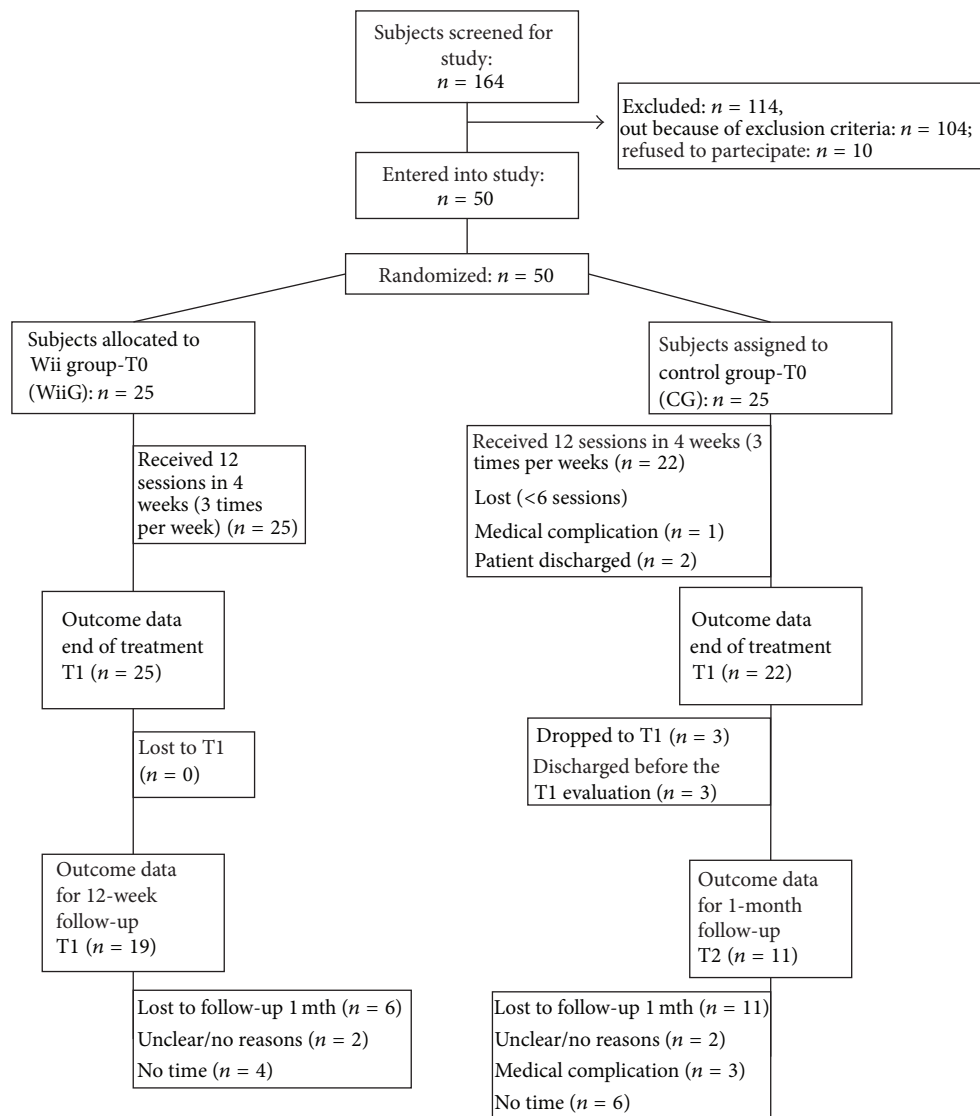 Subjects screened for
study:
n = 164
Excluded: n = 114,
out because of exclusion criteria: n = 104;
refused to partecipate: n = 10
Entered into study:
n = 50
Randomized: n = 50
Subjects allocated to
Wii group-T0
(WiiG): n = 25
Subjects assigned to
control group-T0
(CG): n = 25
Received 12
sessions in 4
weeks (3 times
per week) (n = 25)
Received 12 sessions in 4 weeks (3
times per weeks (n = 22)
Lost (<6 sessions)
Medical complication (n = 1)
Patient discharged (n = 2)
Outcome data
end of treatment
T1 (n = 25)
Outcome data
end of treatment
T1 (n = 22)
Lost to T1
(n = 0)
Dropped to T1 (n = 3)
Discharged before the
T1 evaluation (n = 3)
Outcome data
for 12-week
follow-up
T1 (n = 19)
Outcome data
for 1-month
follow-up
T2 (n = 11)
Lost to follow-up 1 mth (n = 6)
Unclear/no reasons (n = 2)
No time (n = 4)
Lost to follow-up 1 mth (n = 11)
Unclear/no reasons (n = 2)
Medical complication (n = 3)
No time (n = 6)